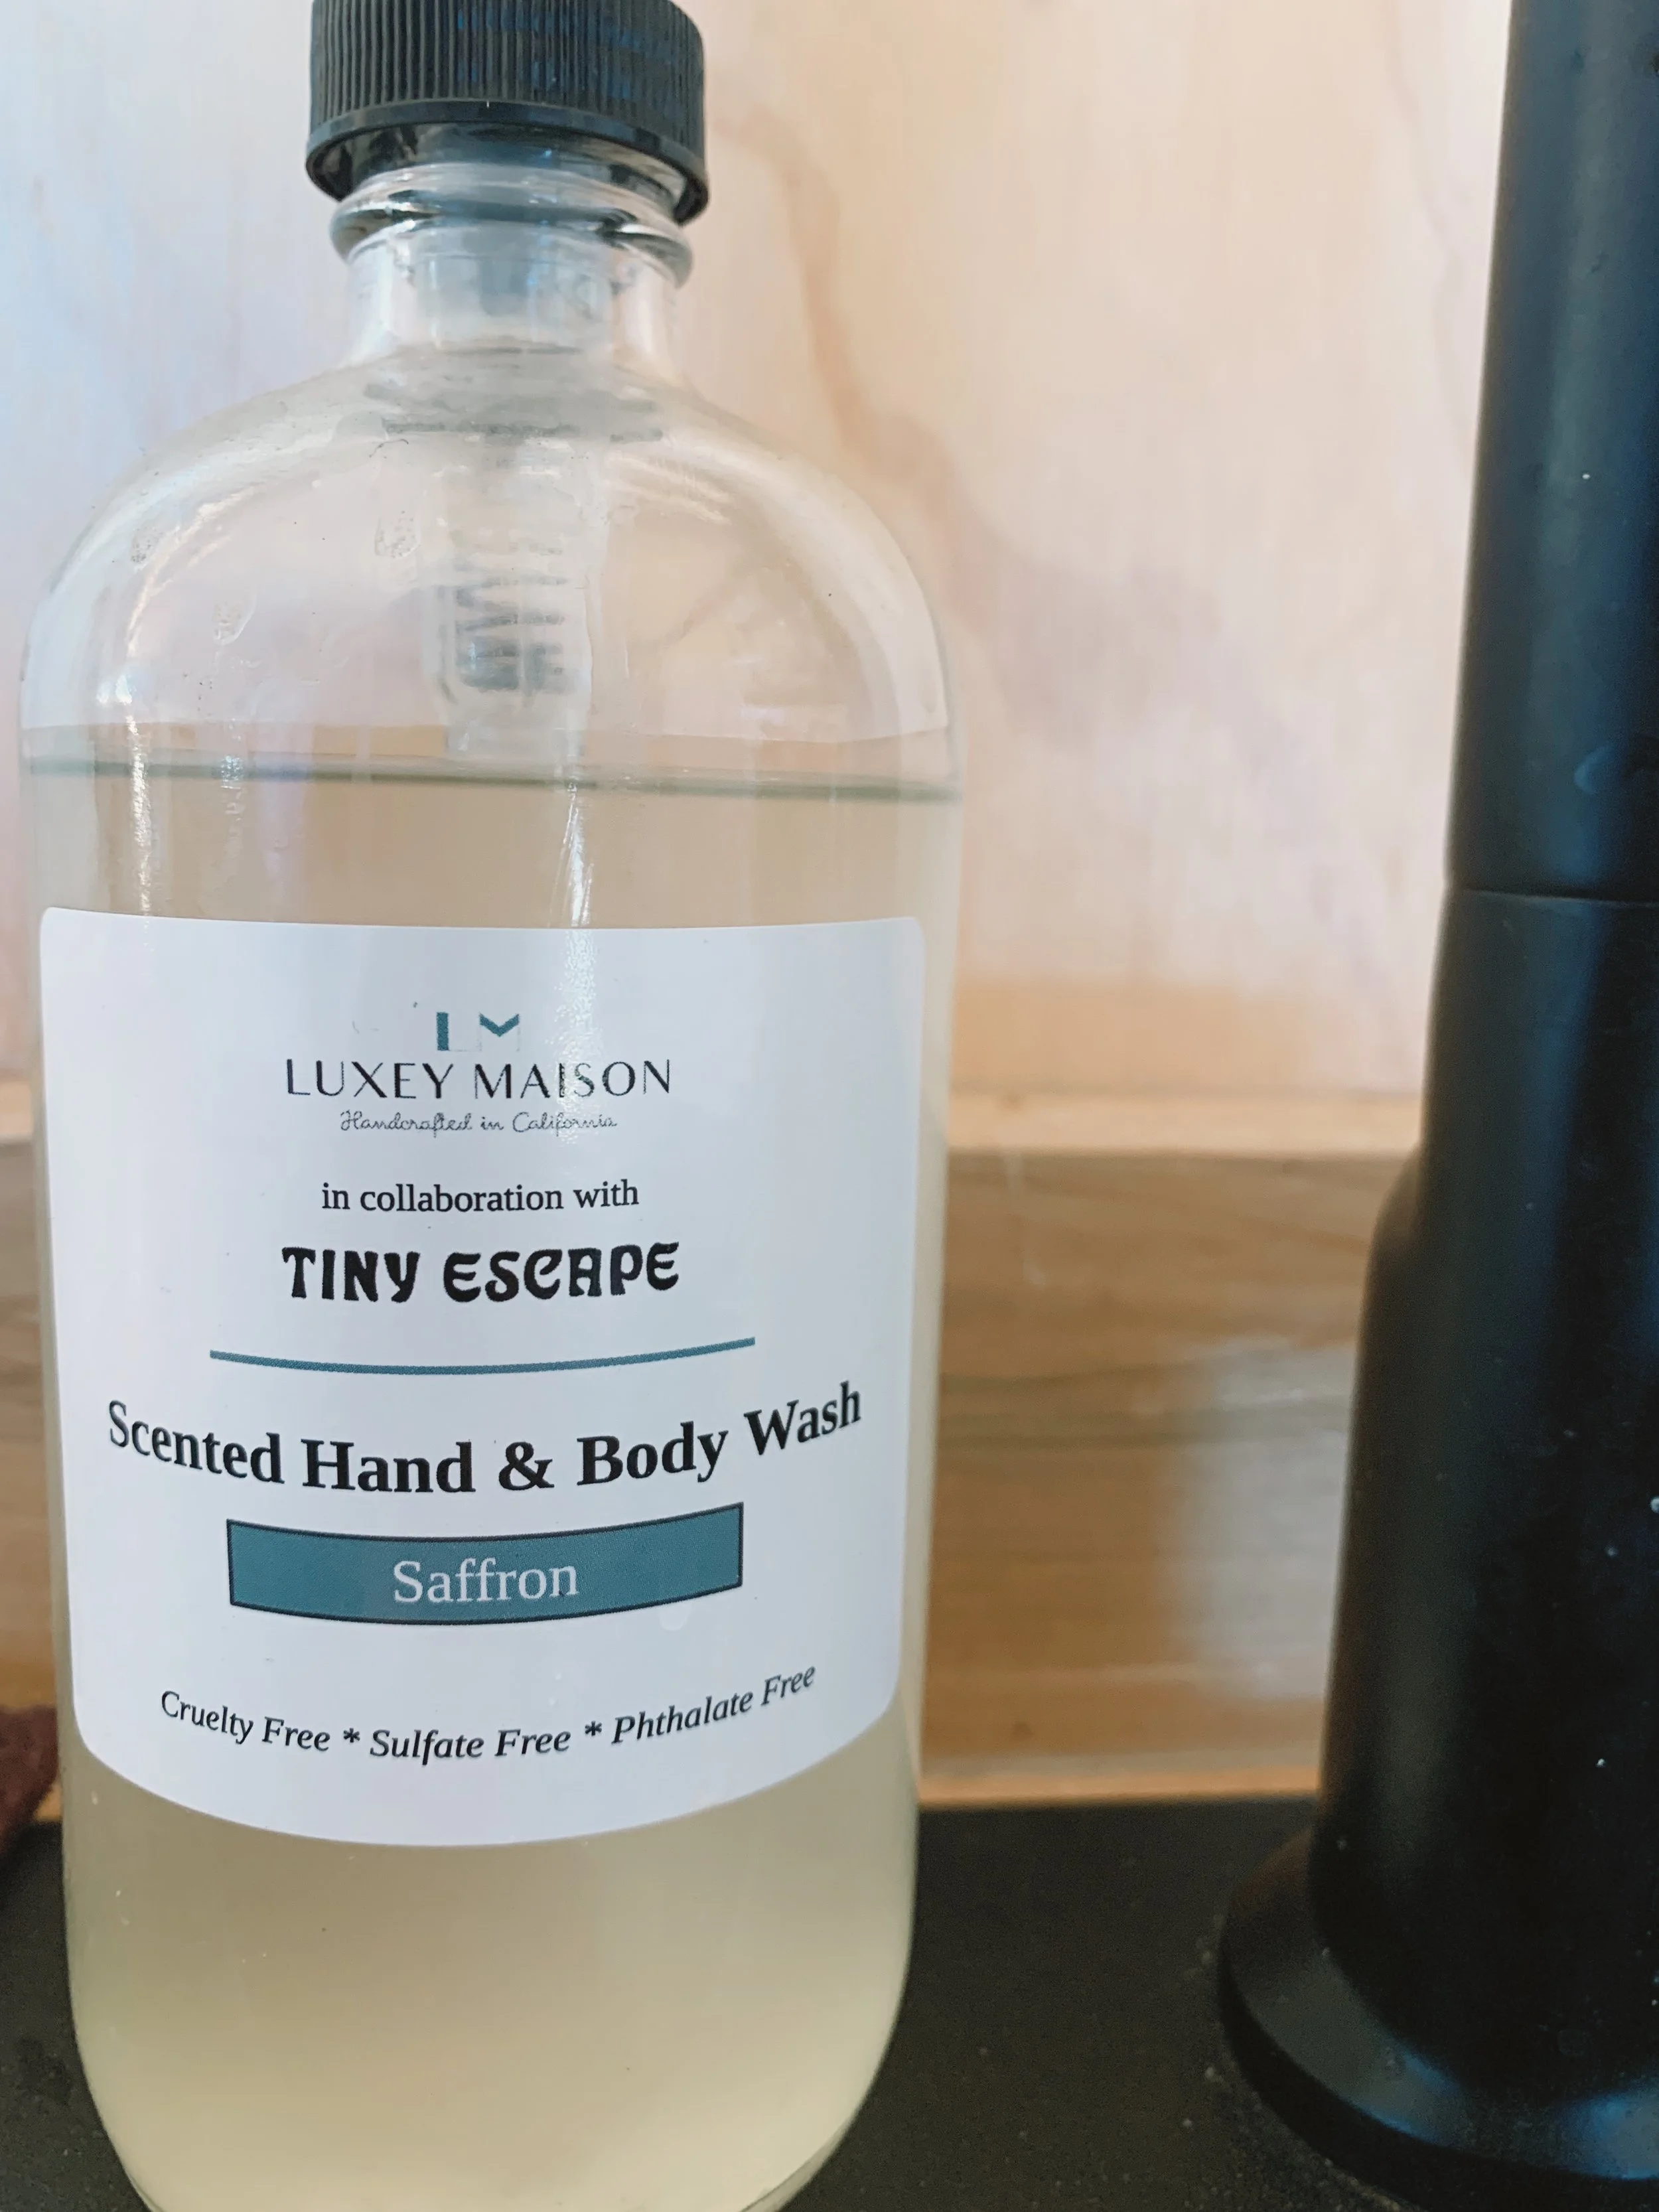 LM
LUXEY MAISON
Handcrafted in California
in collaboration with
TINY ESCAPE
Scented Hand & Body Wash
Saffron
Cruelty Free * Sulfate Free * Phthalate Free